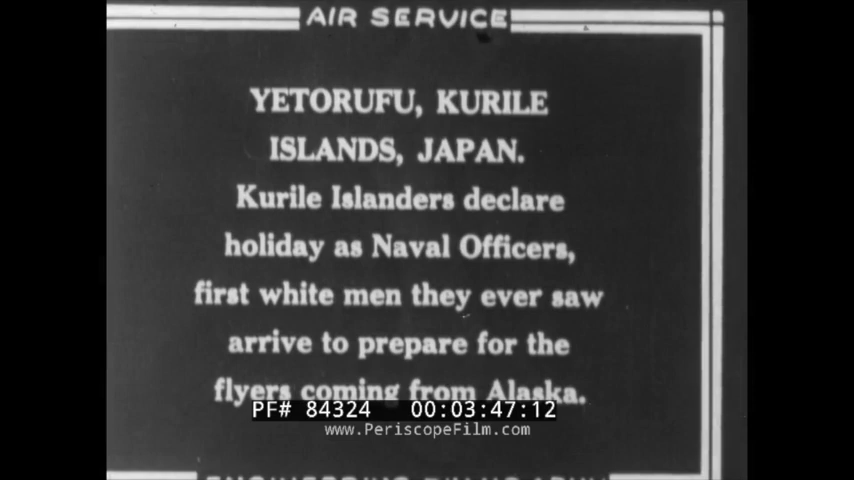 AIR SERVICE
YETORUFU, KURILE
ISLANDS, JAPAN.
Kurile Islanders declare
holiday as Naval Officers,
first white men they ever saw
arrive to prepare for the
flyers coming from Alaska.
PF# 84324 00:03:47:12
www.PeriscopeFilm.com